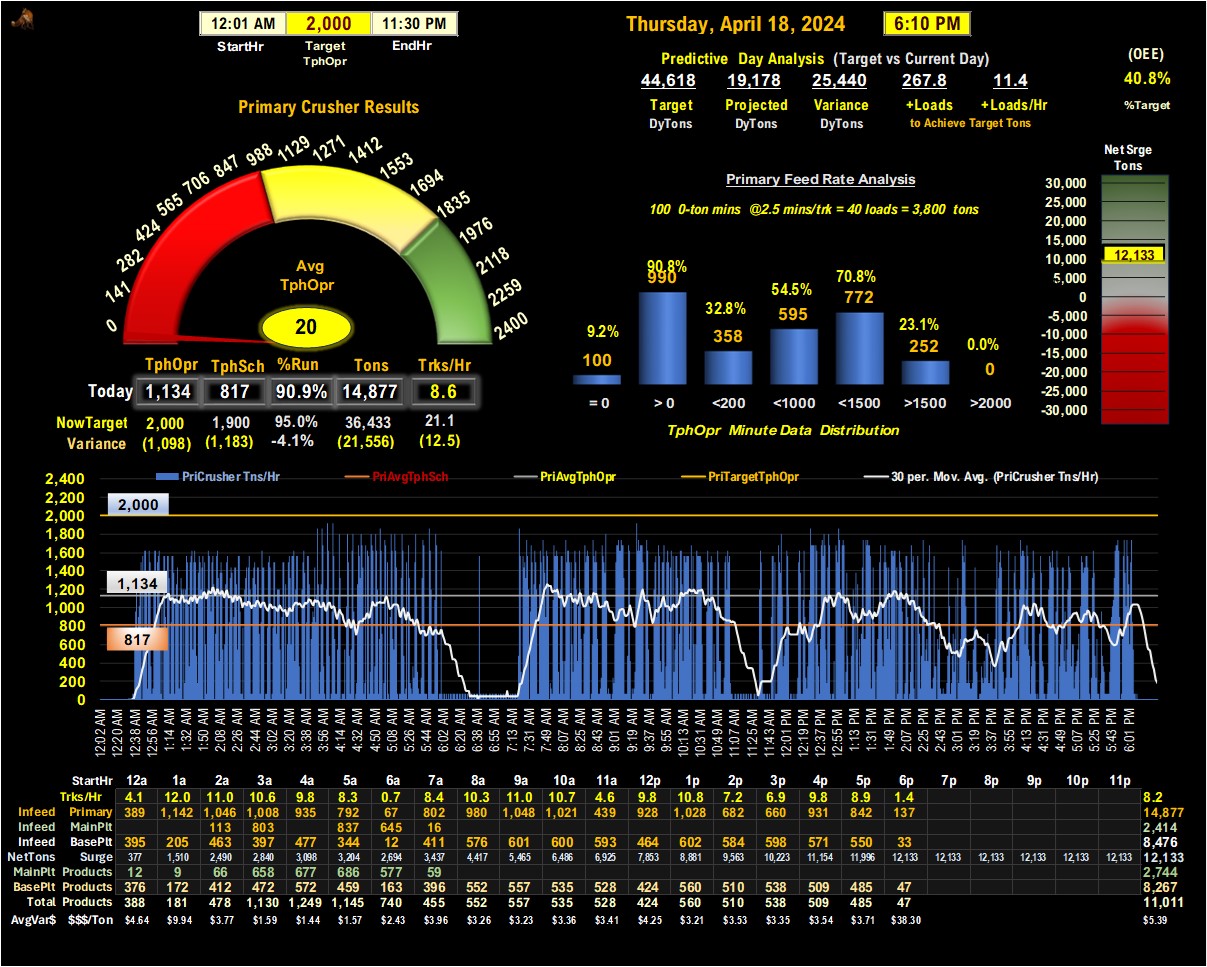 12:01 AM 2,000 11:30 PM
StartHr Target EndHr
TphOpr
Thursday, April 18, 2024 6:10 PM
Predictive Day Analysis (Target vs Current Day)
44,618 19,178 25,440 267.8 11.4
Target Projected Variance +Loads +Loads/Hr
DyTons DyTons DyTons to Achieve Target Tons
(OEE)
40.8%
%Target
Primary Crusher Results
0 141 282 424 565 706 847 988 1129 1271 1412 1553 1694 1835 1976 2118 2259 2400
Avg
TphOpr
20
TphOpr TphSch %Run Tons Trks/Hr
Today 1,134 817 90.9% 14,877 8.6
NowTarget 2,000 1,900 95.0% 36,433 21.1
Variance (1,098) (1,183) -4.1% (21,556) (12.5)
Primary Feed Rate Analysis
100 0-ton mins @2.5 mins/trk = 40 loads = 3,800 tons
9.2% 90.8% 32.8% 54.5% 70.8% 23.1% 0.0%
100 990 358 595 772 252 0
= 0 > 0 <200 <1000 <1500 >1500 >2000
TphOpr Minute Data Distribution
Net Srge
Tons
30,000
25,000
20,000
15,000
12,133
10,000
5,000
0
-5,000
-10,000
-15,000
-20,000
-25,000
-30,000
PriCrusher Tns/Hr PriAvgTphSch PriAvgTphOpr PriTargetTphOpr 30 per. Mov. Avg. (PriCrusher Tns/Hr)
2,400
2,200
2,000
1,800
1,600
1,400
1,200
1,000
800
600
400
200
0
2,000
1,134
817
12:02 AM 12:20 AM 12:38 AM 12:56 AM 1:14 AM 1:32 AM 1:50 AM 2:08 AM 2:26 AM 2:44 AM 3:02 AM 3:20 AM 3:38 AM 3:56 AM 4:14 AM 4:32 AM 4:50 AM 5:08 AM 5:26 AM 5:44 AM 6:02 AM 6:20 AM 6:38 AM 6:55 AM 7:13 AM 7:31 AM 7:49 AM 8:07 AM 8:25 AM 8:43 AM 9:01 AM 9:19 AM 9:37 AM 9:55 AM 10:13 AM 10:31 AM 10:49 AM 11:07 AM 11:25 AM 11:43 AM 12:01 PM 12:19 PM 12:37 PM 12:55 PM 1:13 PM 1:31 PM 1:49 PM 2:07 PM 2:25 PM 2:43 PM 3:01 PM 3:19 PM 3:37 PM 3:55 PM 4:13 PM 4:31 PM 4:49 PM 5:07 PM 5:25 PM 5:43 PM 6:01 PM
StartHr 12a 1a 2a 3a 4a 5a 6a 7a 8a 9a 10a 11a 12p 1p 2p 3p 4p 5p 6p 7p 8p 9p 10p 11p
Trks/Hr 4.1 12.0 11.0 10.6 9.8 8.3 0.7 8.4 10.3 11.0 10.7 4.6 9.8 10.8 7.2 6.9 9.8 8.9 1.4 8.2
Infeed Primary 389 1,142 1,046 1,008 935 792 67 802 980 1,048 1,021 439 928 1,028 682 660 931 842 137 14,877
Infeed MainPlt 113 803 837 645 16 2,414
Infeed BasePlt 395 205 463 397 477 344 12 411 576 601 600 593 464 602 584 598 571 550 33 8,476
NetTons Surge 377 1,510 2,490 2,840 3,098 3,204 2,694 3,437 4,417 5,465 6,486 6,925 7,853 8,881 9,563 10,223 11,154 11,996 12,133 12,133 12,133 12,133 12,133 12,133 12,133
MainPlt Products 12 9 66 658 677 686 577 59 2,744
BasePlt Products 376 172 412 472 572 459 163 396 552 557 535 528 424 560 510 538 509 485 47 8,267
Total Products 388 181 478 1,130 1,249 1,145 740 455 552 557 535 528 424 560 510 538 509 485 47 11,011
AvgVar$ $$$/Ton $4.64 $9.94 $3.77 $1.59 $1.44 $1.57 $2.43 $3.96 $3.26 $3.23 $3.36 $3.41 $4.25 $3.21 $3.53 $3.35 $3.54 $3.71 $38.30 $5.39